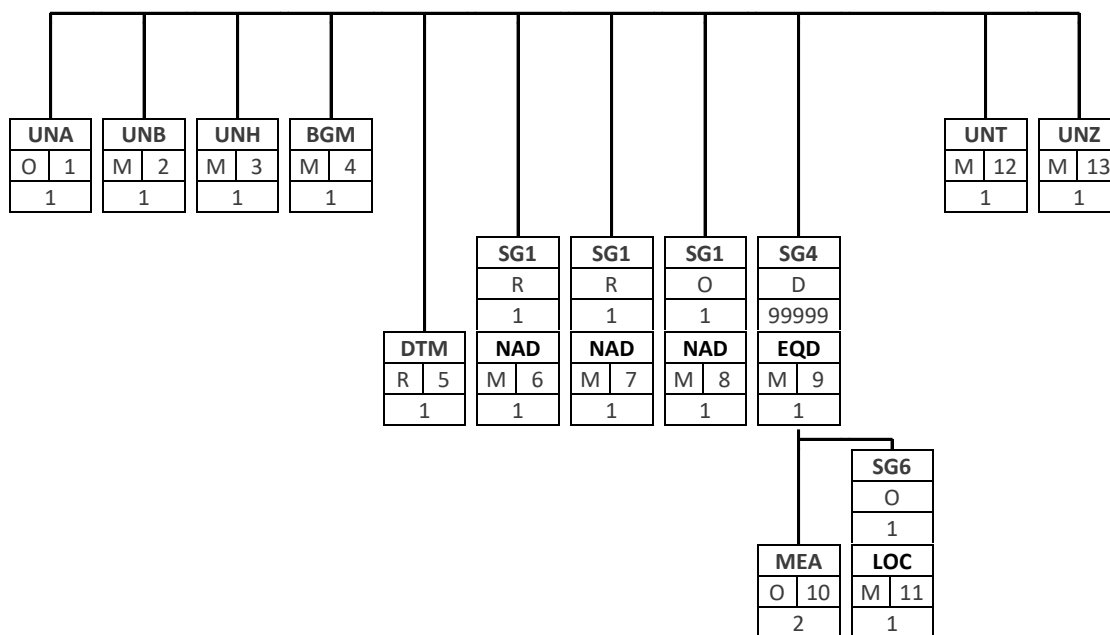 UNA UNB UNH BGM UNT UNZ
O 1 M 2 M 3 M 4 M 12 M 13
1 1 1 1 1 1
SG1 SG1 SG1 SG4
R R O D
1 1 1 99999
DTM NAD NAD NAD EQD
R 5 M 6 M 7 M 8 M 9
1 1 1 1 1
SG6
O
1
MEA LOC
O 10 M 11
2 1